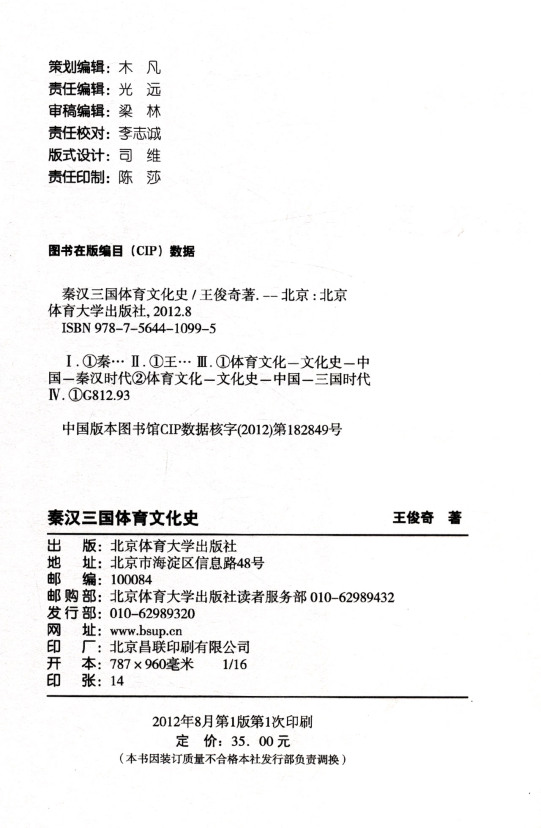 策划编辑：木 凡
责任编辑：光 远
审稿编辑：梁 林
责任校对：李志诚
版式设计：司 维
责任印制：陈 莎
图书在版编目（CIP）数据
秦汉三国体育文化史/王俊奇著.--北京：北京
体育大学出版社,2012.8
ISBN 978-7-5644-1099-5
Ⅰ.①秦… Ⅱ.①王… Ⅲ.①体育文化－文化史－中
国－秦汉时代②体育文化－文化史－中国－三国时代
Ⅳ.①G812.93
中国版本图书馆CIP数据核字(2012)第182849号
秦汉三国体育文化史 王俊奇 著
出 版：北京体育大学出版社
地 址：北京市海淀区信息路48号
邮 编：100084
邮购部：北京体育大学出版社读者服务部 010-62989432
发行部：010-62989320
网 址：www.bsup.cn
印 厂：北京昌联印刷有限公司
开 本：787×960毫米 1/16
印 张：14
2012年8月第1版第1次印刷
定 价：35.00元
（本书因装订质量不合格本社发行部负责调换）